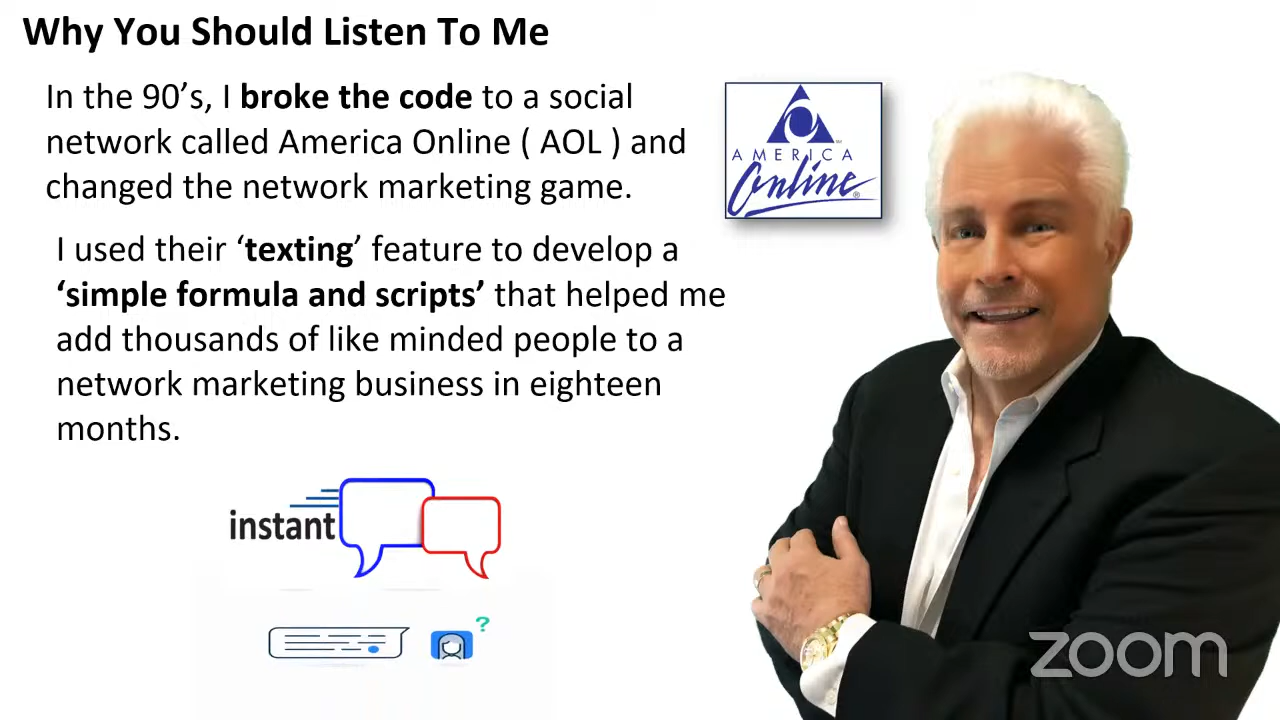 Why You Should Listen To Me
In the 90’s, I broke the code to a social
network called America Online ( AOL ) and
changed the network marketing game.
AMERICA
Online
®
I used their ‘texting’ feature to develop a
‘simple formula and scripts’ that helped me
add thousands of like minded people to a
network marketing business in eighteen
months.
instant
?
zoom